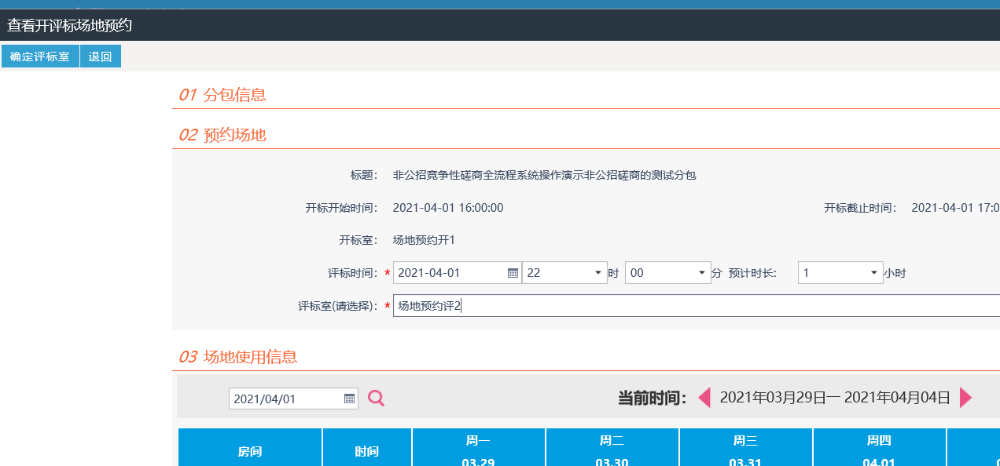 查看开评标场地预约
确定评标室 退回
01 分包信息
02 预约场地
标题： 非公招竞争性磋商全流程系统操作演示非公招磋商的测试分包
开标开始时间： 2021-04-01 16:00:00 开标截止时间： 2021-04-01 17:0
开标室： 场地预约开1
评标时间：* 2021-04-01 22 时 00 分 预计时长: 1 小时
评标室(请选择)：* 场地预约评2
03 场地使用信息
2021/04/01 当前时间： 2021年03月29日一 2021年04月04日
房间 时间 周一 周二 周三 周四
03.29 03.30 03.31 04.01